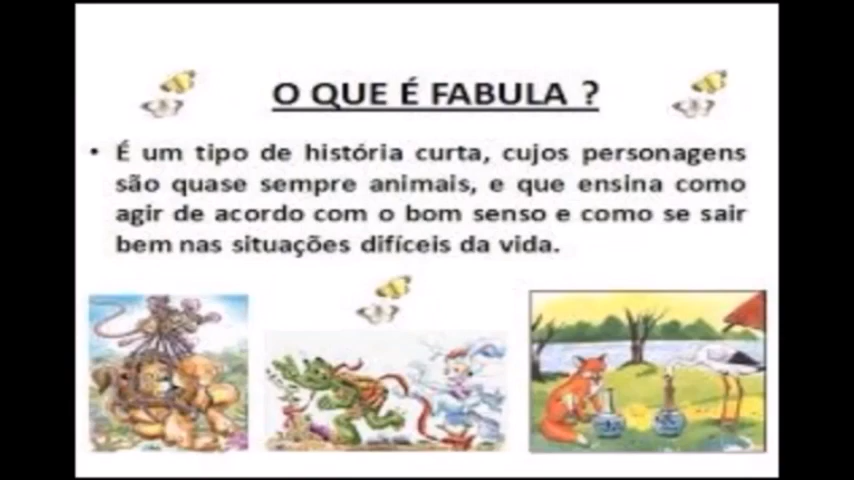 O QUE É FABULA ?
• É um tipo de história curta, cujos personagens
são quase sempre animais, e que ensina como
agir de acordo com o bom senso e como se sair
bem nas situações difíceis da vida.